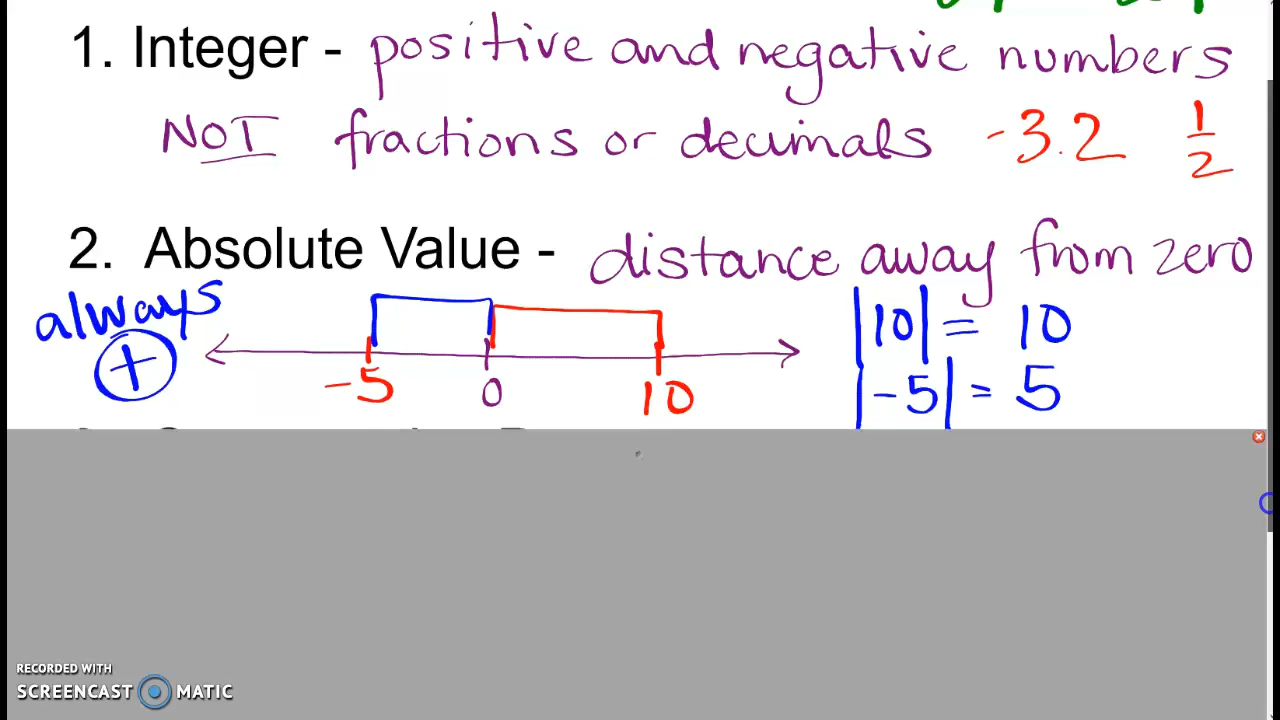 1. Integer - positive and negative numbers
NOT fractions or decimals -3.2 1/2
2. Absolute Value - distance away from zero
always
+
-5 0 10
|10| = 10
|-5| = 5
RECORDED WITH
SCREENCAST MATIC